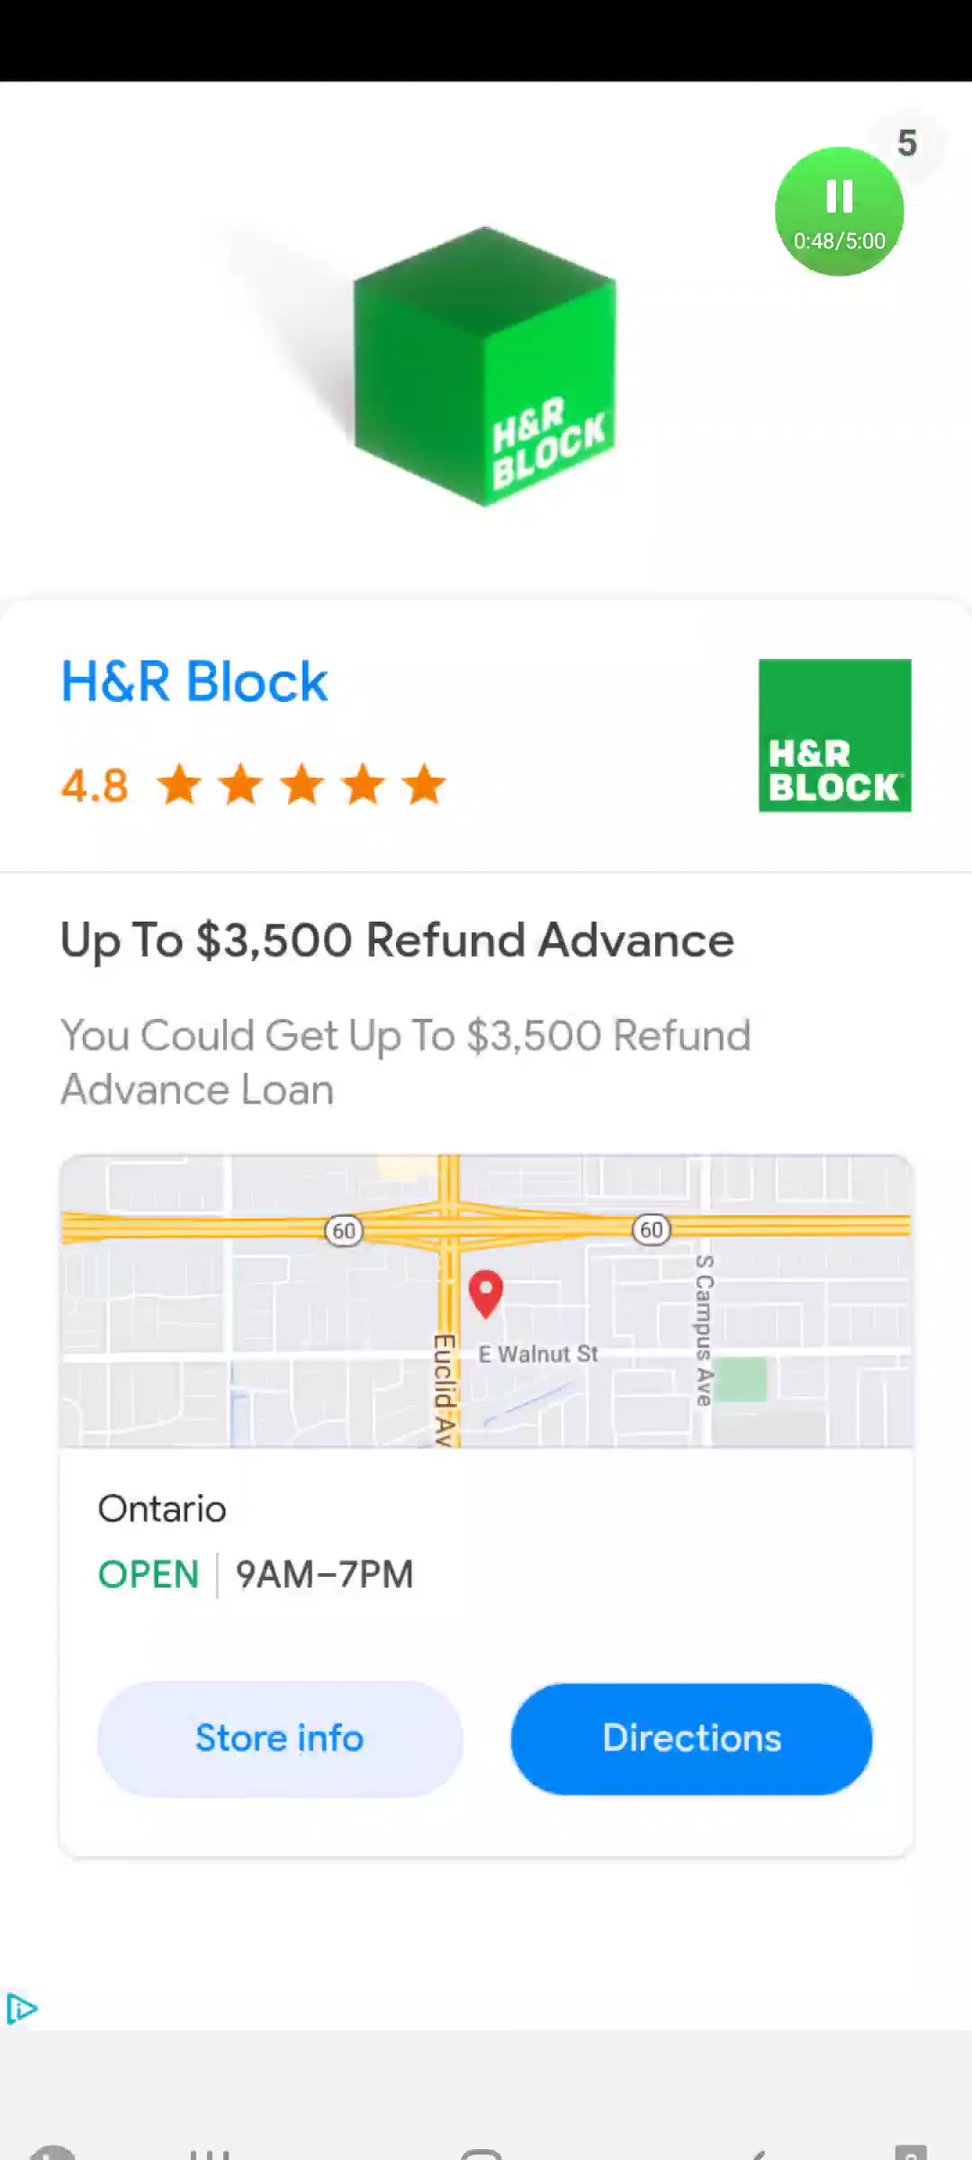 5
0:48/5:00
H&R
BLOCK
H&R Block
4.8
H&R
BLOCK
Up To $3,500 Refund Advance
You Could Get Up To $3,500 Refund
Advance Loan
60
60
S Campus Ave
E Walnut St
Euclid Av
Ontario
OPEN
9AM–7PM
Store info
Directions